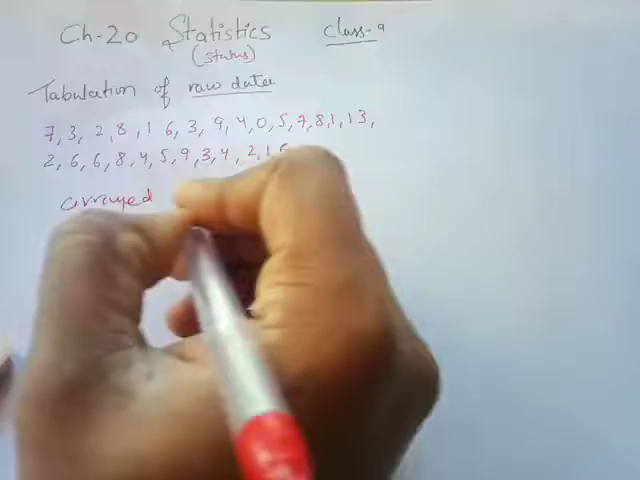 Ch-20 Statistics Class-9
(Status)
Tabulation of raw data
7, 3, 2, 8, 1 6, 3, 9, 4, 0, 5, 7, 8, 1, 13,
2, 6, 6, 8, 4, 5, 9, 3, 4, 2, 1,
arrayed